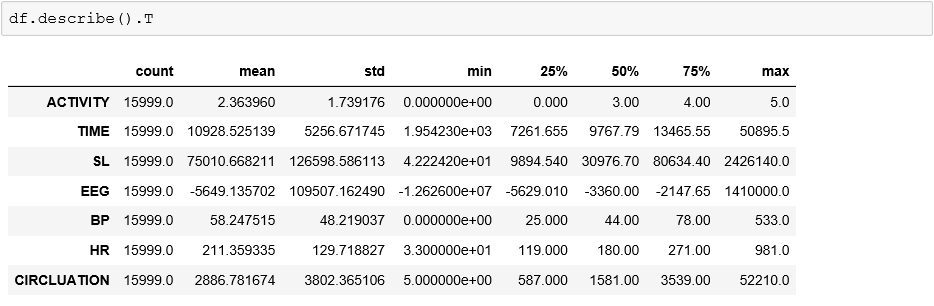 df.describe().T
count mean std min 25% 50% 75% max
ACTIVITY 15999.0 2.363960 1.739176 0.000000e+00 0.000 3.00 4.00 5.0
TIME 15999.0 10928.525139 5256.671745 1.954230e+03 7261.655 9767.79 13465.55 50895.5
SL 15999.0 75010.668211 126598.586113 4.222420e+01 9894.540 30976.70 80634.40 2426140.0
EEG 15999.0 -5649.135702 109507.162490 -1.262600e+07 -5629.010 -3360.00 -2147.65 1410000.0
BP 15999.0 58.247515 48.219037 0.000000e+00 25.000 44.00 78.00 533.0
HR 15999.0 211.359335 129.718827 3.300000e+01 119.000 180.00 271.00 981.0
CIRCLUATION 15999.0 2886.781674 3802.365106 5.000000e+00 587.000 1581.00 3539.00 52210.0